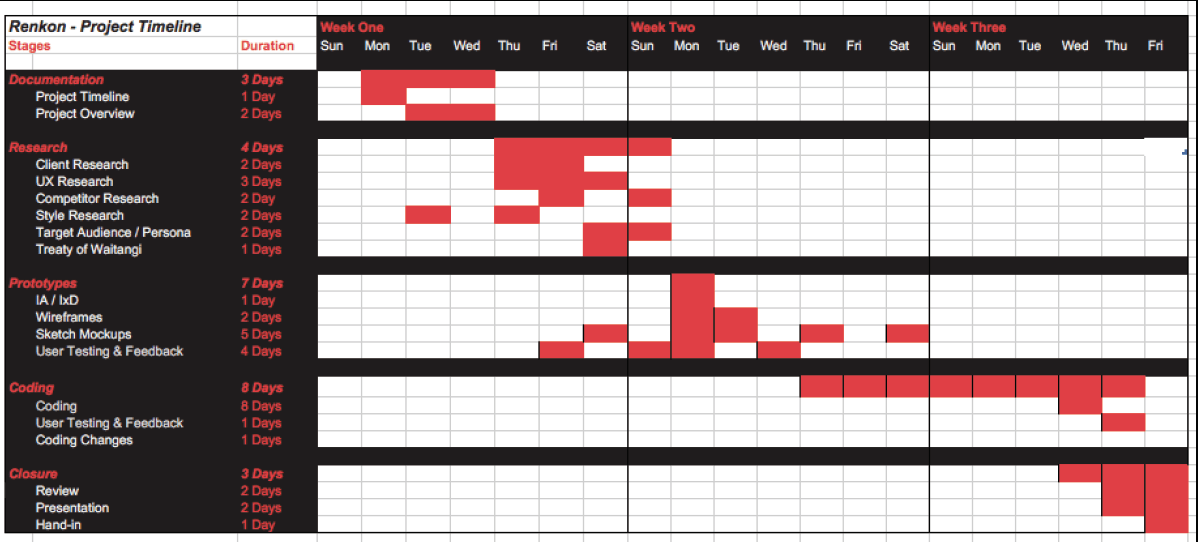 Renkon - Project Timeline Week One Week Two Week Three
Stages Duration Sun Mon Tue Wed Thu Fri Sat Sun Mon Tue Wed Thu Fri Sat Sun Mon Tue Wed Thu Fri
Documentation 3 Days
Project Timeline 1 Day
Project Overview 2 Days
Research 4 Days
Client Research 2 Days
UX Research 3 Days
Competitor Research 2 Day
Style Research 2 Days
Target Audience / Persona 2 Days
Treaty of Waitangi 1 Days
Prototypes 7 Days
IA / IxD 1 Day
Wireframes 2 Days
Sketch Mockups 5 Days
User Testing & Feedback 4 Days
Coding 8 Days
Coding 8 Days
User Testing & Feedback 1 Days
Coding Changes 1 Days
Closure 3 Days
Review 2 Days
Presentation 2 Days
Hand-in 1 Day